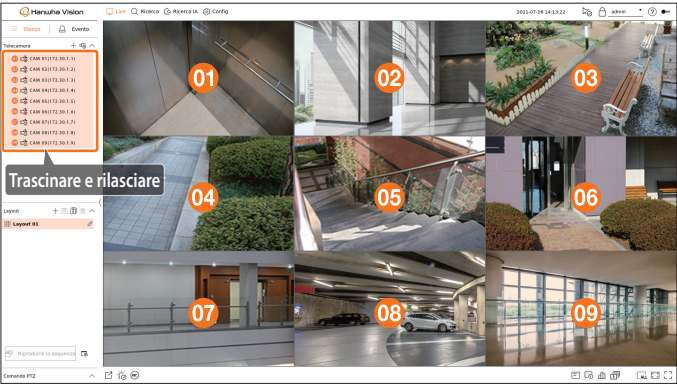 Hanwha Vision
Live
Ricerca
Ricerca IA
Config
2021-07-16 14:13:22
admin
Elenco
Evento
Telecamera
CAM 01(172.30.1.1)
CAM 02(172.30.1.2)
CAM 03(172.30.1.3)
CAM 04(172.30.1.4)
CAM 05(172.30.1.5)
CAM 06(172.30.1.6)
CAM 07(172.30.1.7)
CAM 08(172.30.1.8)
CAM 09(172.30.1.9)
Trascinare e rilasciare
Layout
Layout 01
Riprodurre la sequenza
Comando PTZ
01
02
03
04
05
06
07
08
09